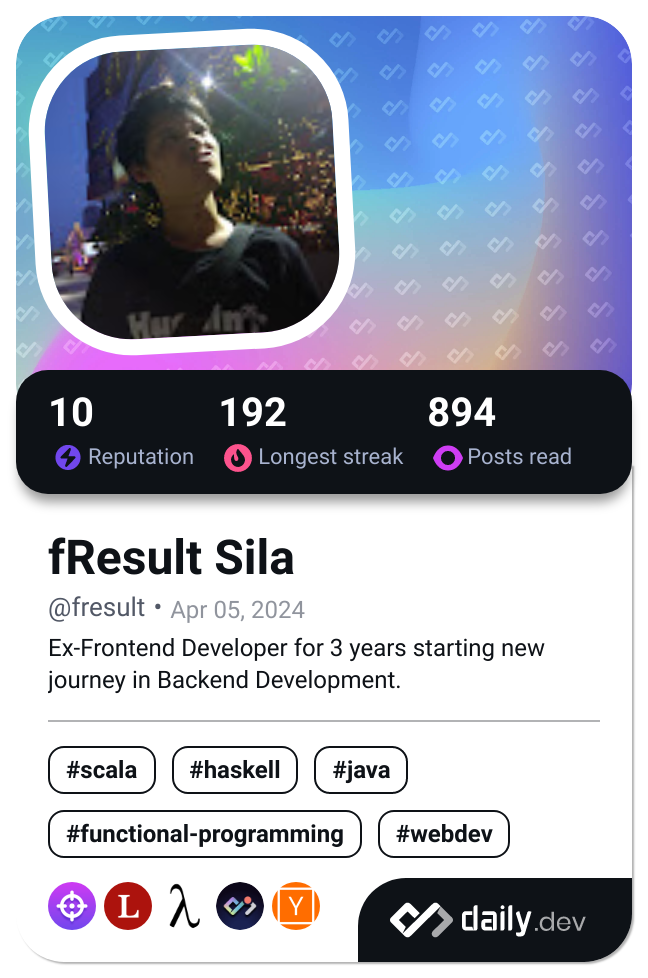 10 192 894
Reputation Longest streak Posts read
fResult Sila
@fresult • Apr 05, 2024
Ex-Frontend Developer for 3 years starting new
journey in Backend Development.
#scala #haskell #java
#functional-programming #webdev
L λ Y
daily.dev